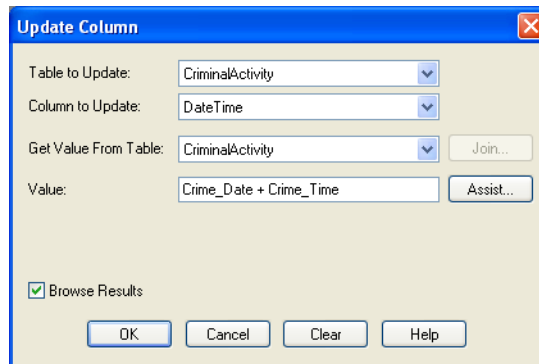 Update Column
Table to Update: CriminalActivity
Column to Update: DateTime
Get Value From Table: CriminalActivity Join...
Value: Crime_Date + Crime_Time Assist...
Browse Results
OK Cancel Clear Help